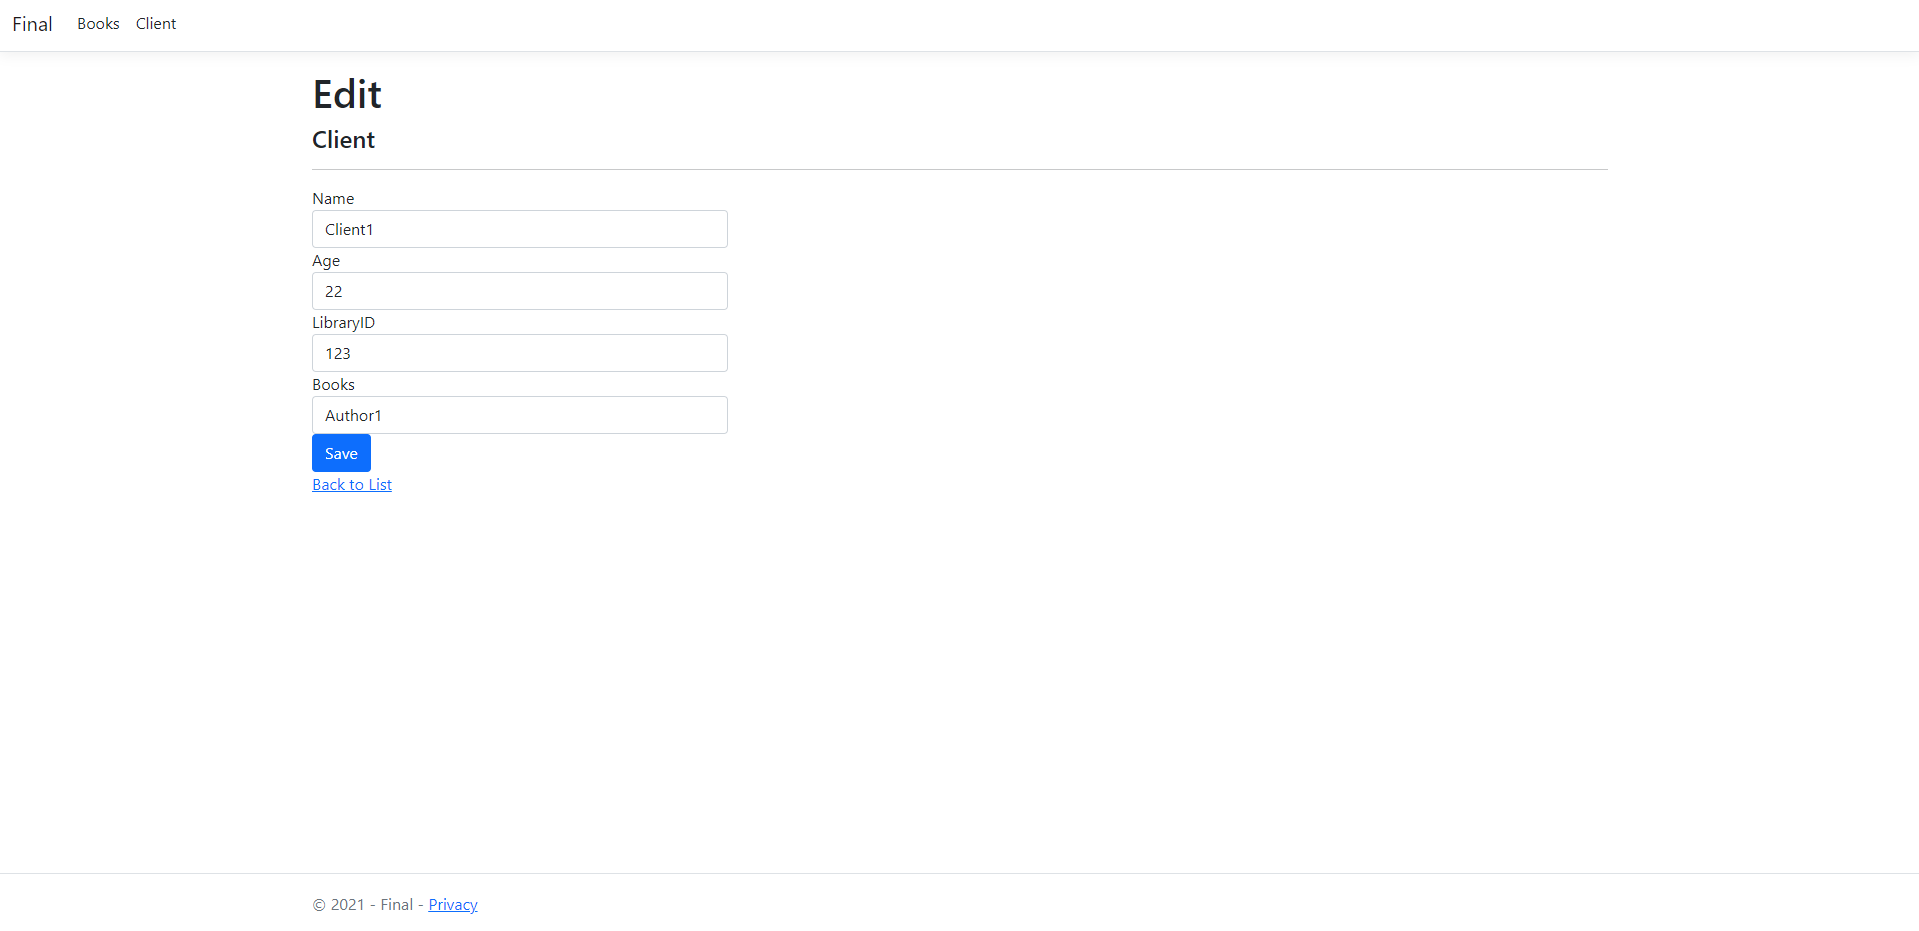 Final Books Client
Edit
Client
Name
Client1
Age
22
LibraryID
123
Books
Author1
Save
Back to List
© 2021 - Final - Privacy